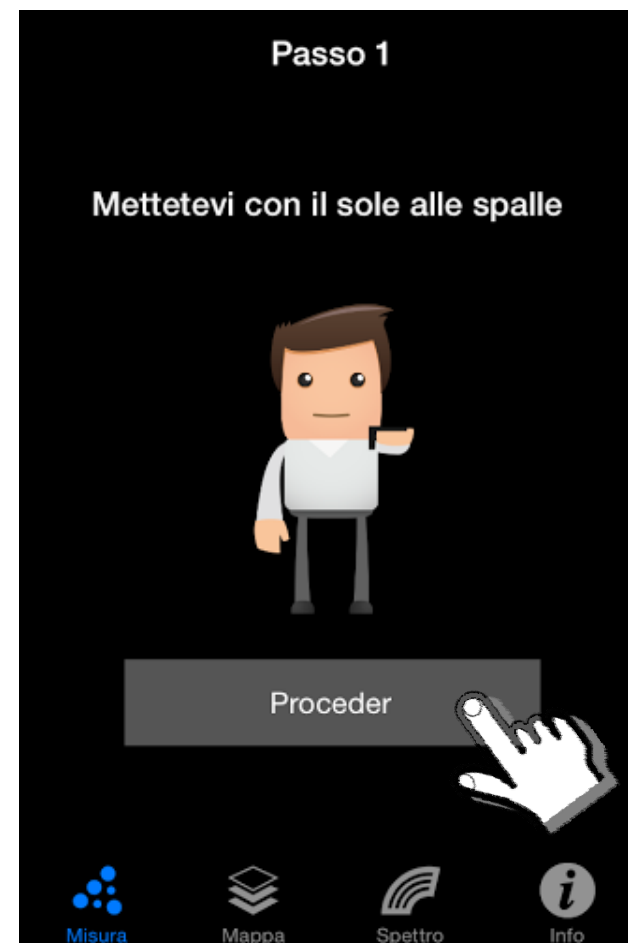 Passo 1
Mettetevi con il sole alle spalle
Proceder
Misura Mappa Spettro Info